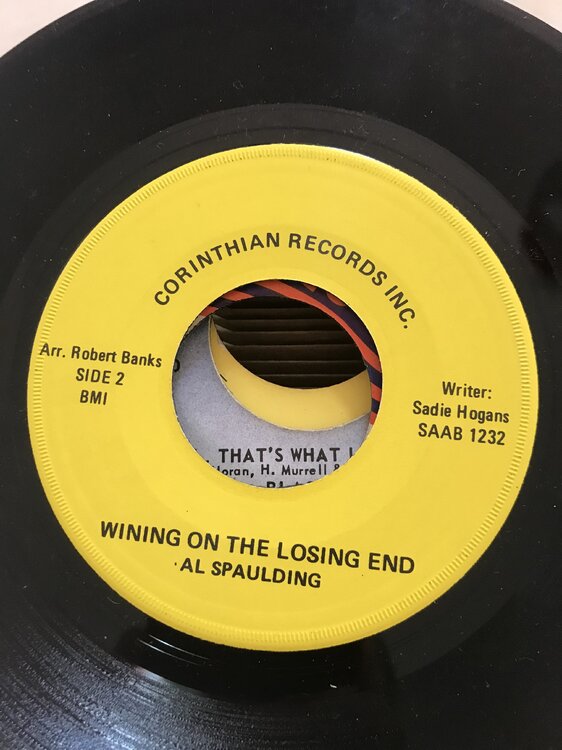 CORINTHIAN RECORDS INC.
Arr. Robert Banks
SIDE 2
BMI
Writer:
Sadie Hogans
SAAB 1232
THAT'S WHAT
H. Murrell &
WINING ON THE LOSING END
AL SPAULDING